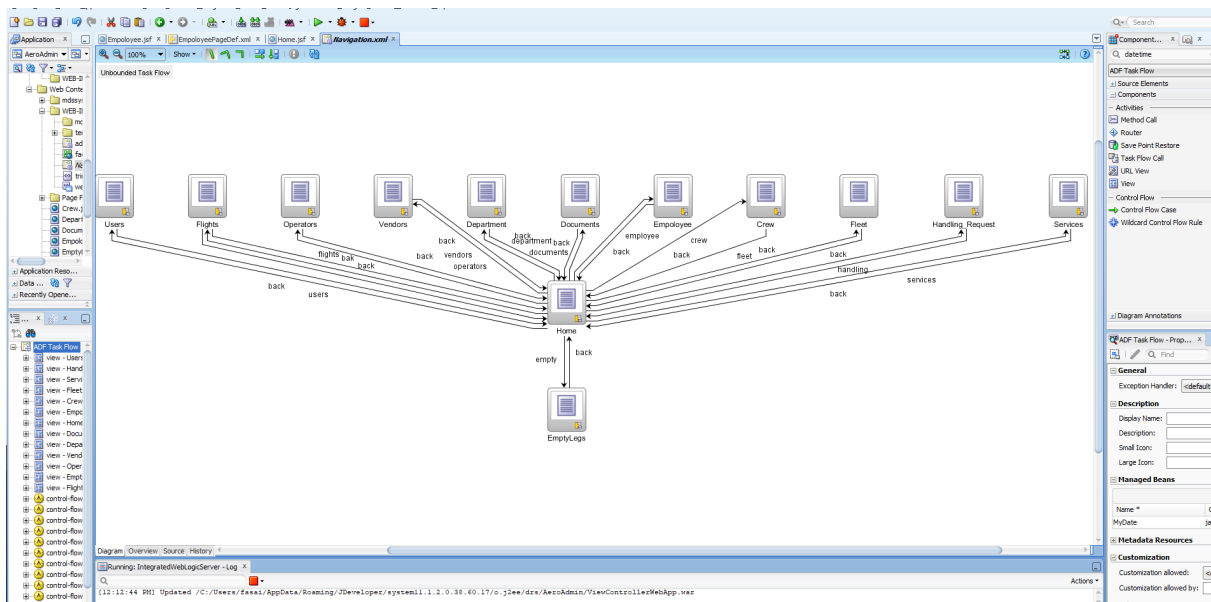 Search
Application
Empoloyee.jsf
EmpoloyeePageDef.xml
Home.jsf
Navigation.xml
Component...
AeroAdmin
100%
Show
datetime
Unbounded Task Flow
ADF Task Flow
Source Elements
Components
Activities
Method Call
Router
Save Point Restore
Task Flow Call
URL View
View
Control Flow
Control Flow Case
Wildcard Control Flow Rule
Diagram Annotations
WEB-I
Web Conte
mdssy
WEB-I
Page F
Crew.j
Depart
Docum
Emplo
Empty
Application Reso...
Data ...
Recently Opene...
Users
Flights
Operators
Vendors
Department
Documents
Empoloyee
Crew
Fleet
Handling_Request
Services
back
department
back
documents
back
vendors
operators
back
flights
bak
back
back
users
employee
back
crew
back
fleet
back
back
handling
services
back
Home
empty
back
EmptyLegs
ADF Task Flow
view - Users
view - Hand
view - Servi
view - Fleet
view - Crew
view - Empo
view - Home
view - Docu
view - Depa
view - Vend
view - Oper
view - Empt
view - Flight
control-flow
control-flow
control-flow
control-flow
control-flow
control-flow
control-flow
control-flow
control-flow
control-flow
ADF Task Flow - Prop...
Find
General
Exception Handler:
<default
Description
Display Name:
Description:
Small Icon:
Large Icon:
Managed Beans
Name *
MyDate
ja
Metadata Resources
Customization
Customization allowed:
Customization allowed by:
Diagram
Overview
Source
History
Running: IntegratedWebLogicServer - Log
Actions
[12:12:44 PM] Updated /C:/Users/fasai/AppData/Roaming/JDeveloper/system11.1.2.0.38.60.17/o.j2ee/drs/AeroAdmin/ViewControllerWebApp.war